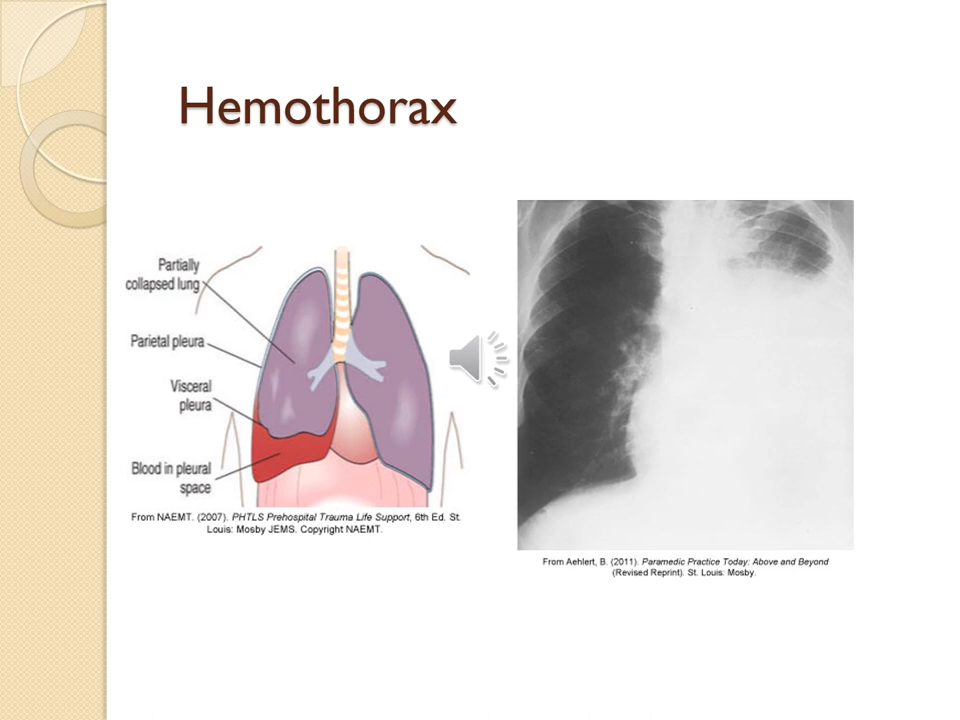 Hemothorax
Partially
collapsed lung
Parietal pleura
Visceral
pleura
Blood in pleural
space
From NAEMT. (2007). PHTLS Prehospital Trauma Life Support, 6th Ed. St.
Louis: Mosby JEMS. Copyright NAEMT.
From Aehlert, B. (2011). Paramedic Practice Today: Above and Beyond
(Revised Reprint). St. Louis: Mosby.